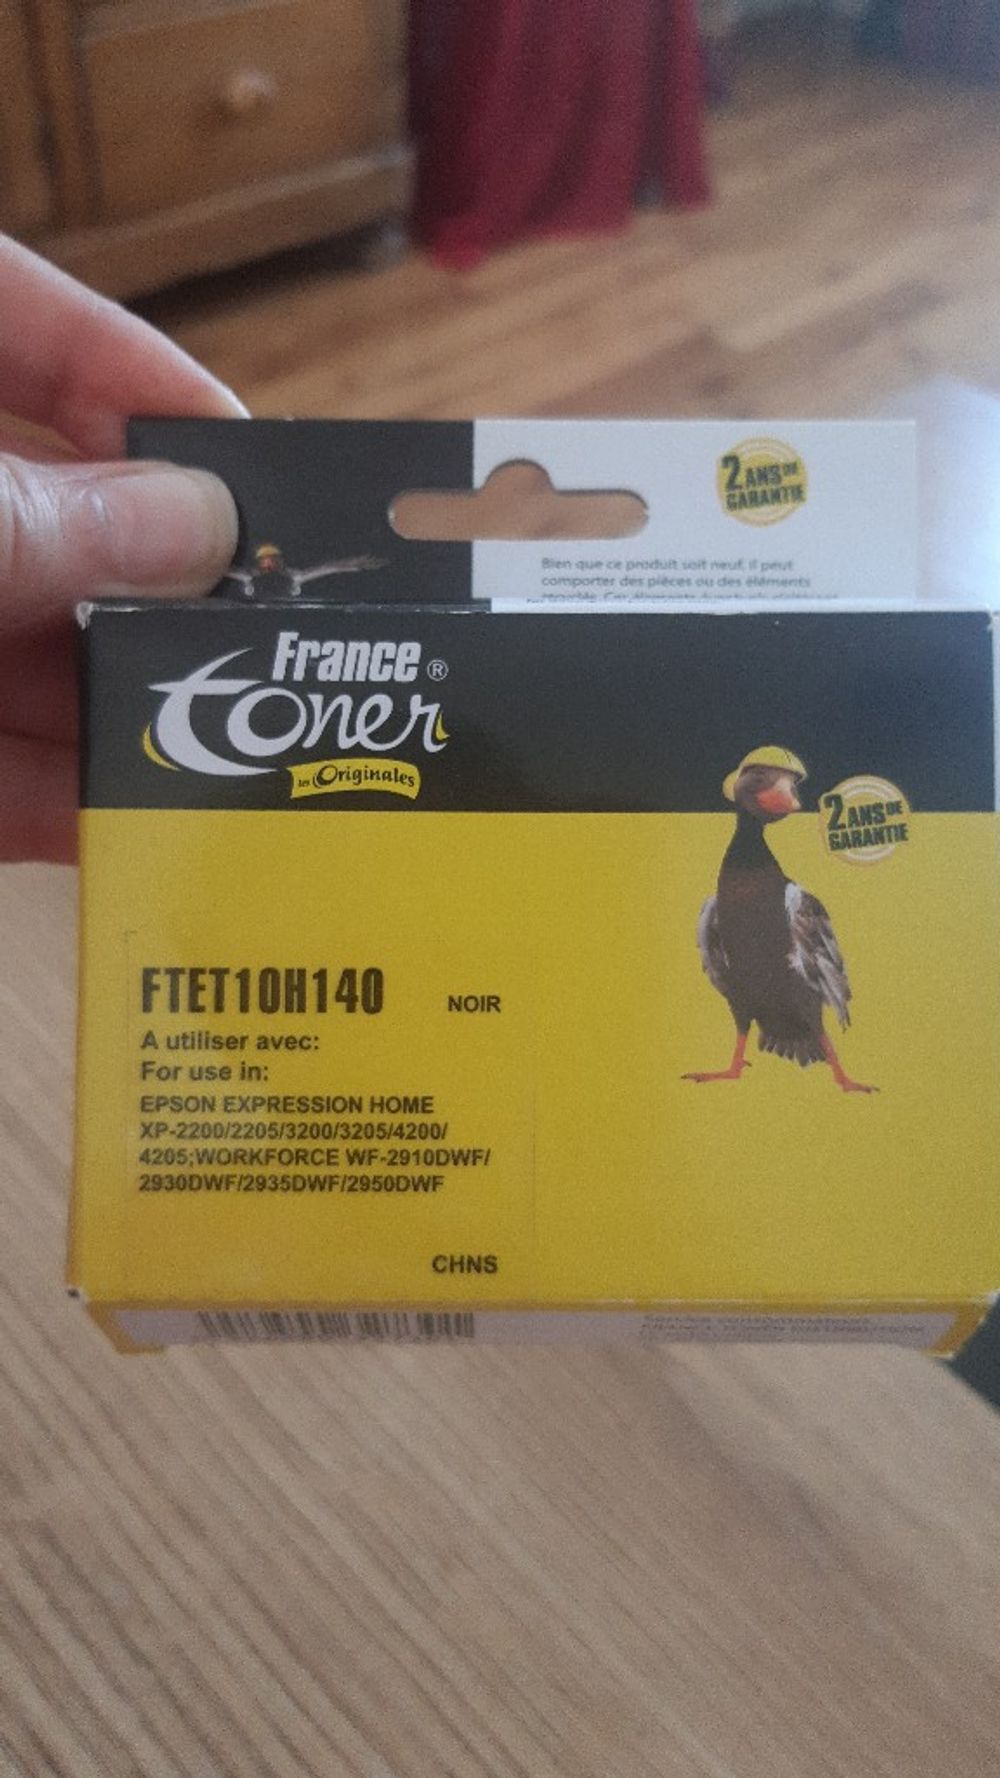 2 ANS DE
GARANTIE
Bien que ce produit soit neuf, il peut
comporter des pièces ou des éléments
France ®
toner
les Originales
2 ANS DE
GARANTIE
FTET10H140 NOIR
A utiliser avec:
For use in:
EPSON EXPRESSION HOME
XP-2200/2205/3200/3205/4200/
4205;WORKFORCE WF-2910DWF/
2930DWF/2935DWF/2950DWF
CHNS